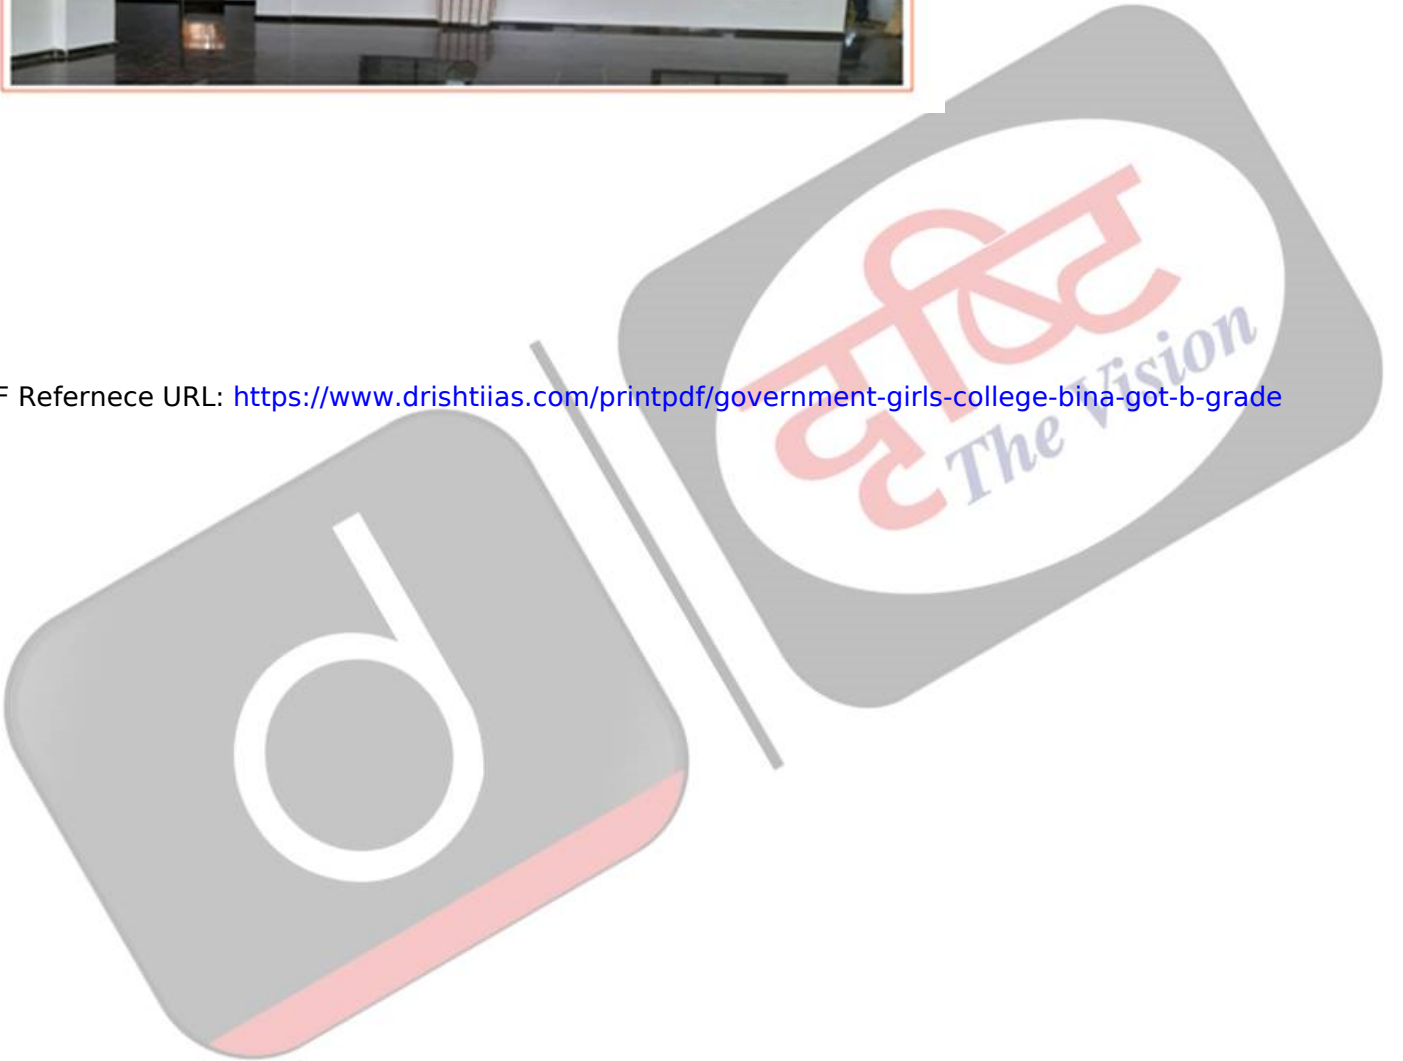 F Refernece URL: https://www.drishtiias.com/printpdf/government-girls-college-bina-got-b-grade
दृष्टि
The Vision
d